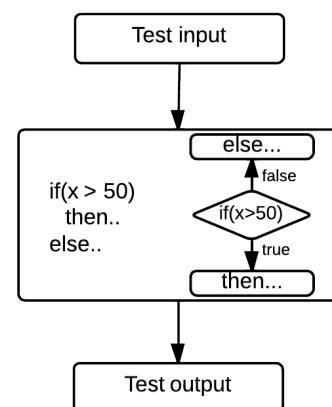 Test input
else...
false
if(x > 50)
then..
else..
if(x>50)
true
then...
Test output